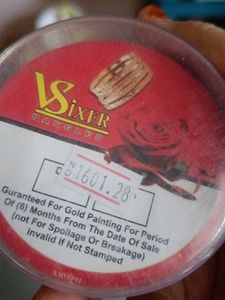 VSIXER
BANGLES
1601.28
Guranteed For Gold Painting For Period
Of (6) Months From The Date Of Sale
(not For Spoilage Or Breakage)
Invalid If Not Stamped